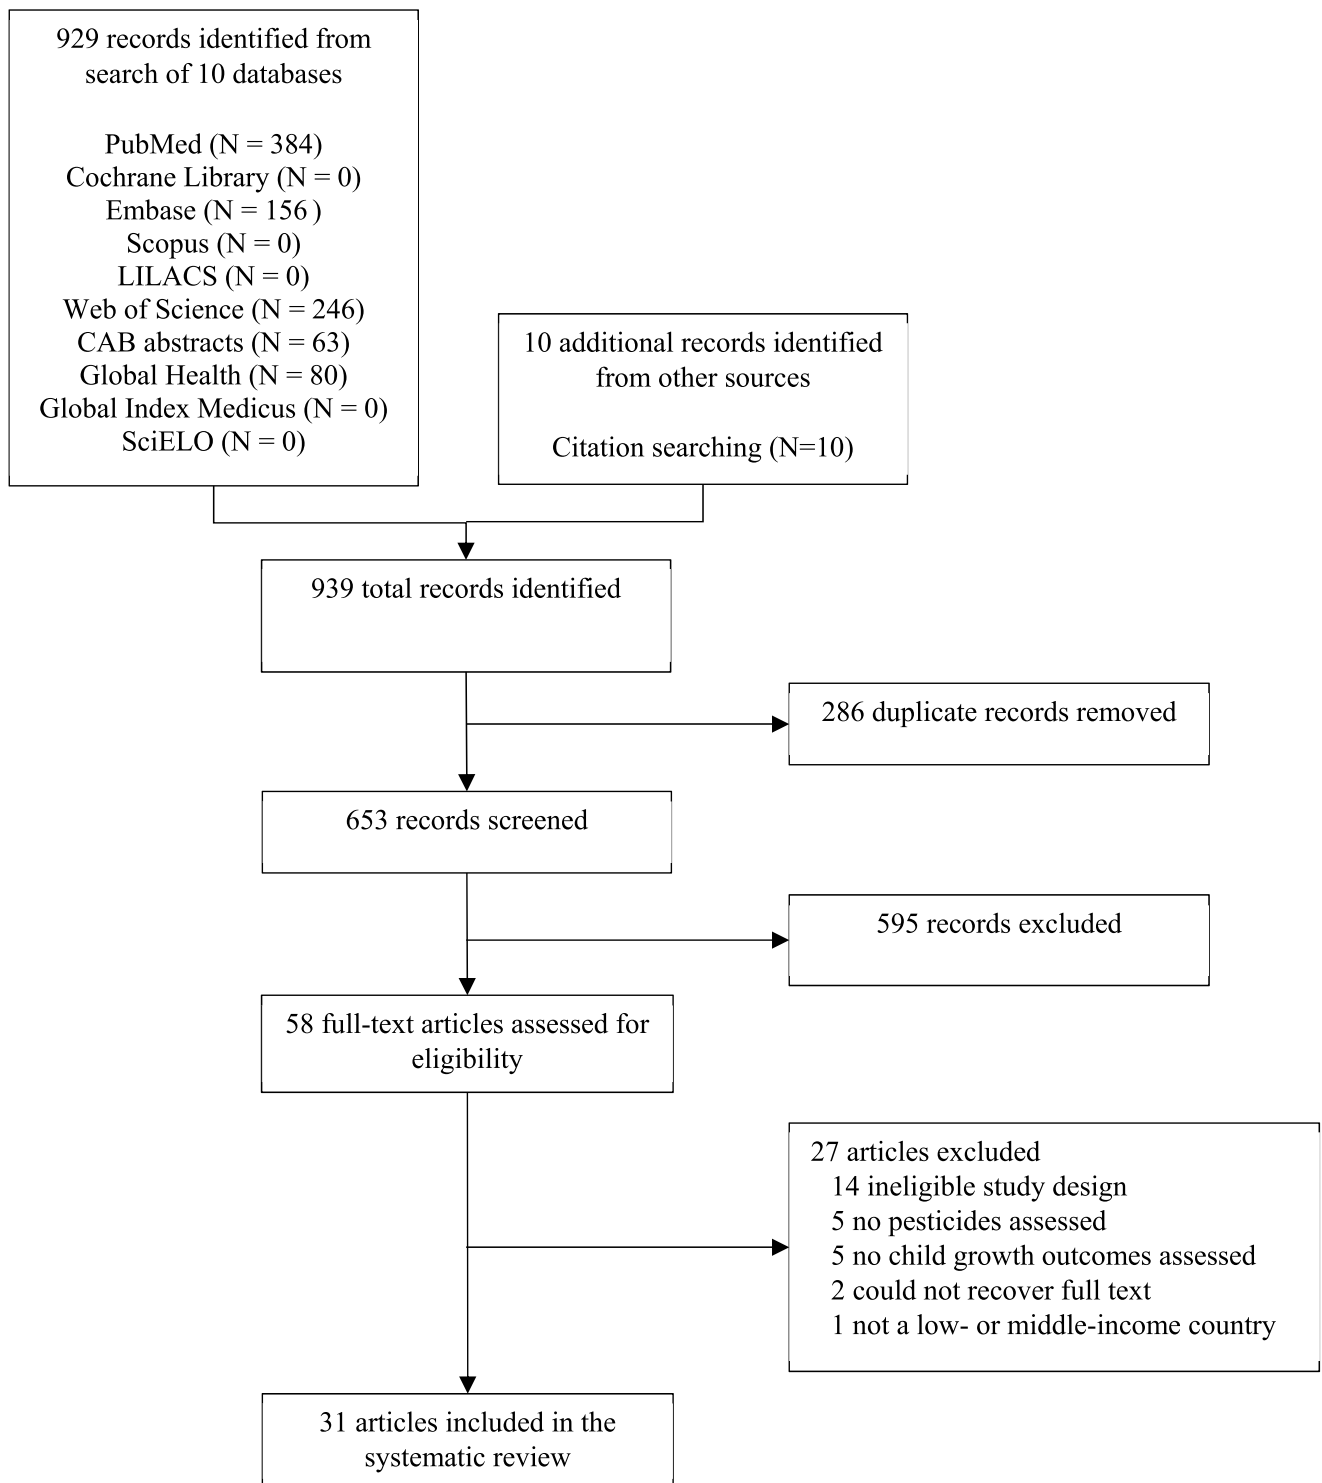 929 records identified from
search of 10 databases
PubMed (N = 384)
Cochrane Library (N = 0)
Embase (N = 156 )
Scopus (N = 0)
LILACS (N = 0)
Web of Science (N = 246)
CAB abstracts (N = 63)
Global Health (N = 80)
Global Index Medicus (N = 0)
SciELO (N = 0)
10 additional records identified
from other sources
Citation searching (N=10)
939 total records identified
286 duplicate records removed
653 records screened
595 records excluded
58 full-text articles assessed for
eligibility
27 articles excluded
14 ineligible study design
5 no pesticides assessed
5 no child growth outcomes assessed
2 could not recover full text
1 not a low- or middle-income country
31 articles included in the
systematic review